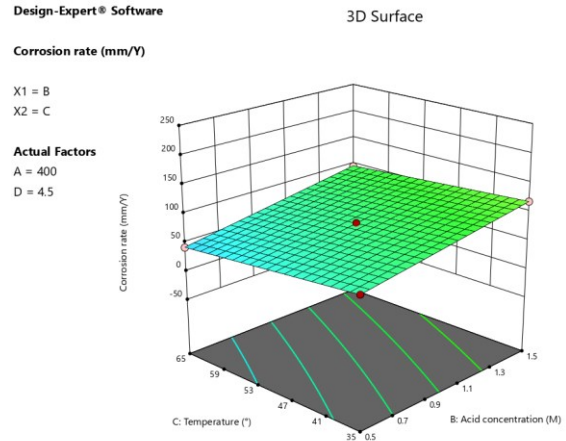 Design-Expert® Software
3D Surface
Corrosion rate (mm/Y)
X1 = B
X2 = C
Actual Factors
A = 400
D = 4.5
250
200
150
100
50
0
-50
Corrosion rate (mm/Y)
65
59
53
47
41
35
0.5
0.7
0.9
1.1
1.3
1.5
C: Temperature (°)
B: Acid concentration (M)